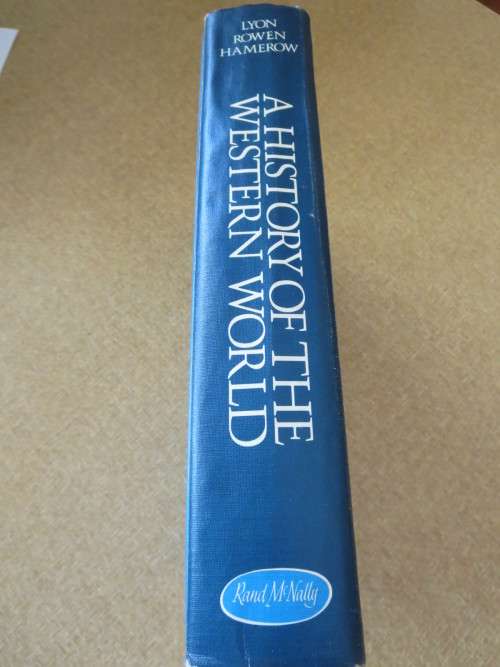 LYON
ROWEN
HAMEROW
A HISTORY OF THE
WESTERN WORLD
Rand McNally